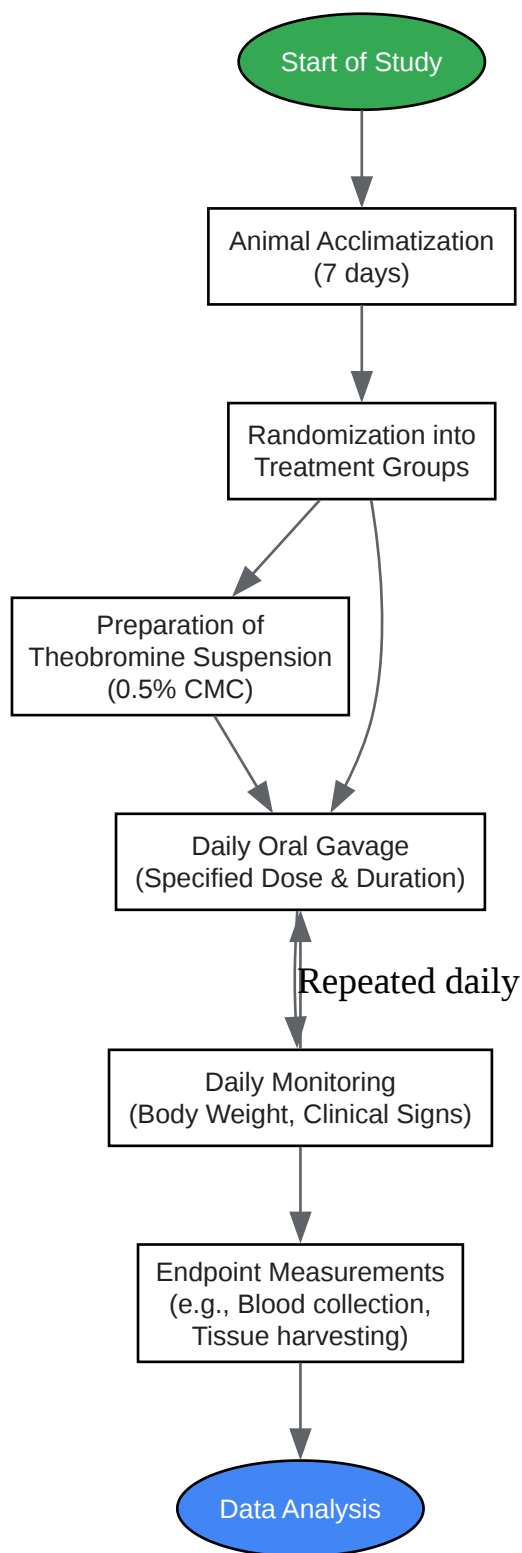 Start of Study
Animal Acclimatization
(7 days)
Randomization into
Treatment Groups
Preparation of
Theobromine Suspension
(0.5% CMC)
Daily Oral Gavage
(Specified Dose & Duration)
Repeated daily
Daily Monitoring
(Body Weight, Clinical Signs)
Endpoint Measurements
(e.g., Blood collection,
Tissue harvesting)
Data Analysis